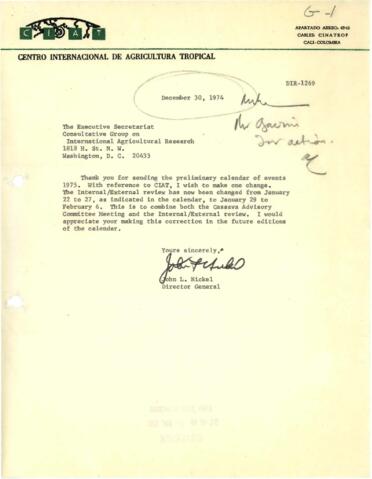 G-1
CIAT
APARTADO AEREO 67-13
CABLES CINATROP
CALI-COLOMBIA
CENTRO INTERNACIONAL DE AGRICULTURA TROPICAL
DIR-1269
December 30, 1974
Mr
for action.
The Executive Secretariat
Consultative Group on
International Agricultural Research
1818 H. St. N. W.
Washington, D. C. 20433
Thank you for sending the preliminary calendar of events
1975. With reference to CIAT, I wish to make one change.
The Internal/External review has now been changed from January
22 to 27, as indicated in the calendar, to January 29 to
February 6. This is to combine both the Cassava Advisory
Committee Meeting and the Internal/External review. I would
appreciate your making this correction in the future editions
of the calendar.
Yours sincerely,
John L Nickel
John L. Nickel
Director General